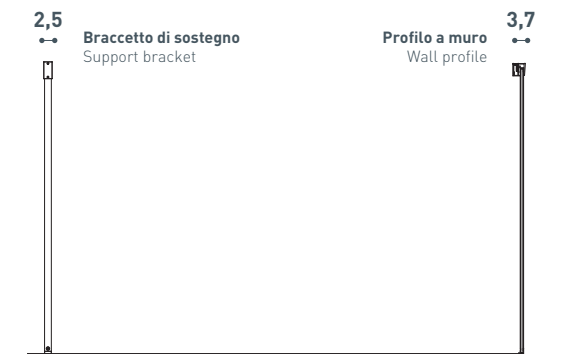 2,5
Braccetto di sostegno
Support bracket
3,7
Profilo a muro
Wall profile